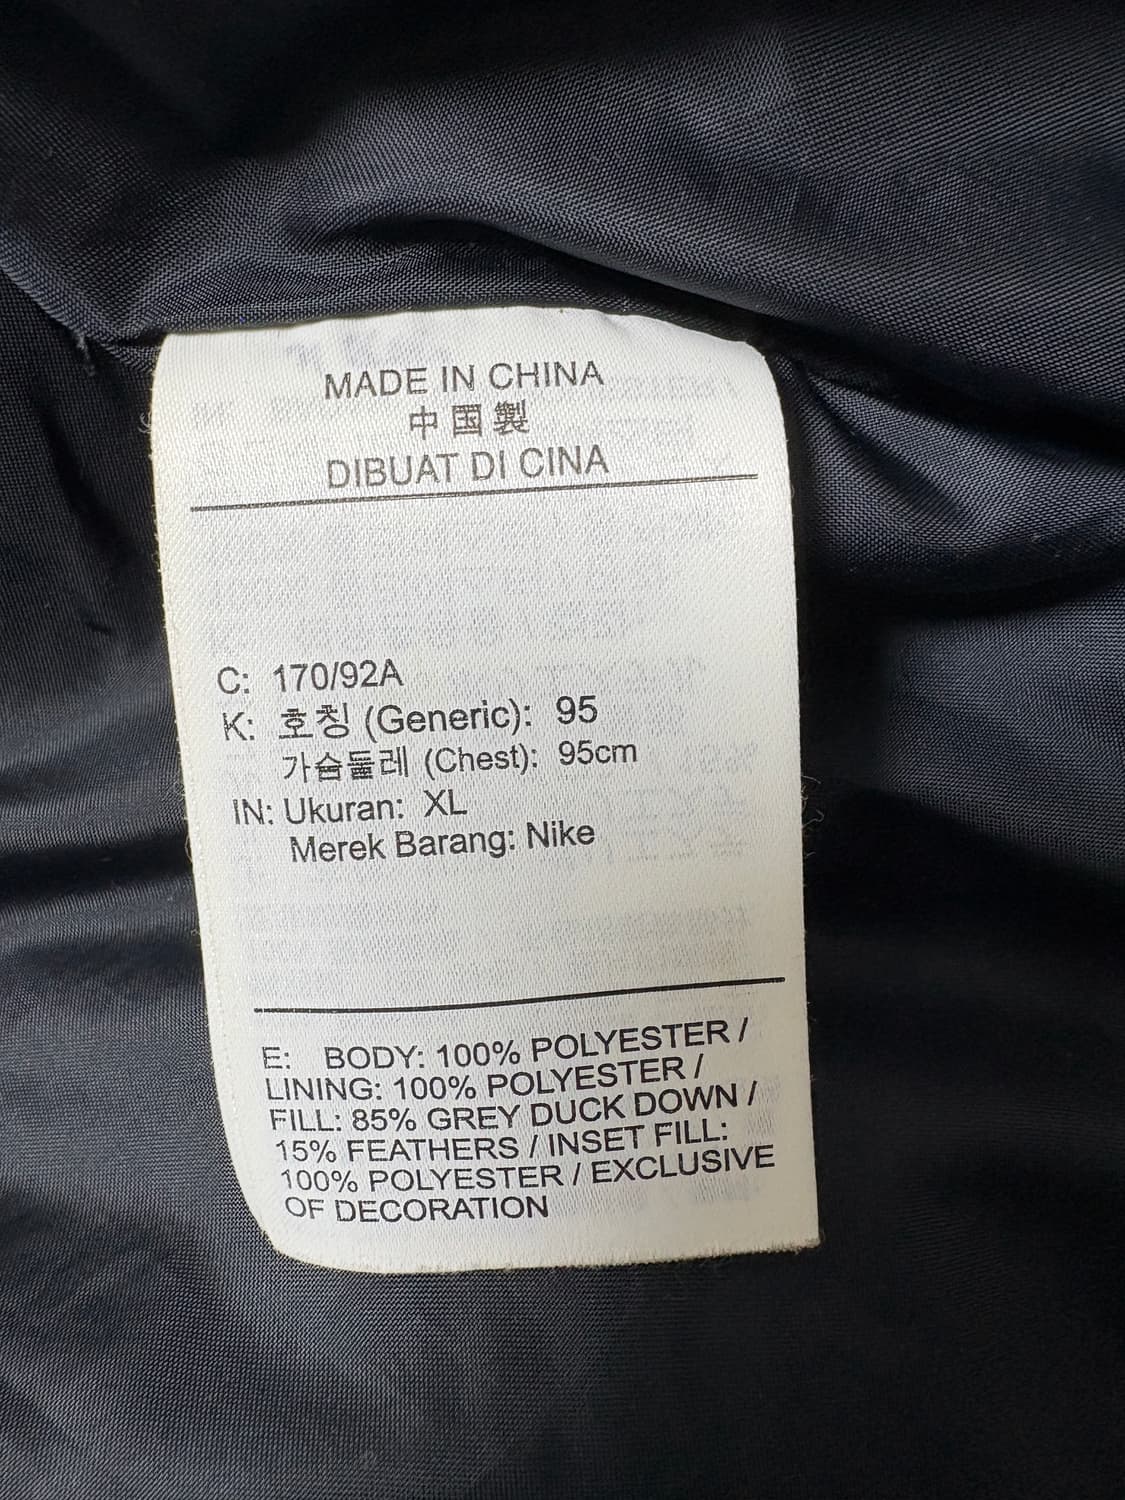 MADE IN CHINA
中国製
DIBUAT DI CINA
C: 170/92A
K: 호칭 (Generic): 95
가슴둘레 (Chest): 95cm
IN: Ukuran: XL
Merek Barang: Nike
E: BODY: 100% POLYESTER /
LINING: 100% POLYESTER /
FILL: 85% GREY DUCK DOWN /
15% FEATHERS / INSET FILL:
100% POLYESTER / EXCLUSIVE
OF DECORATION